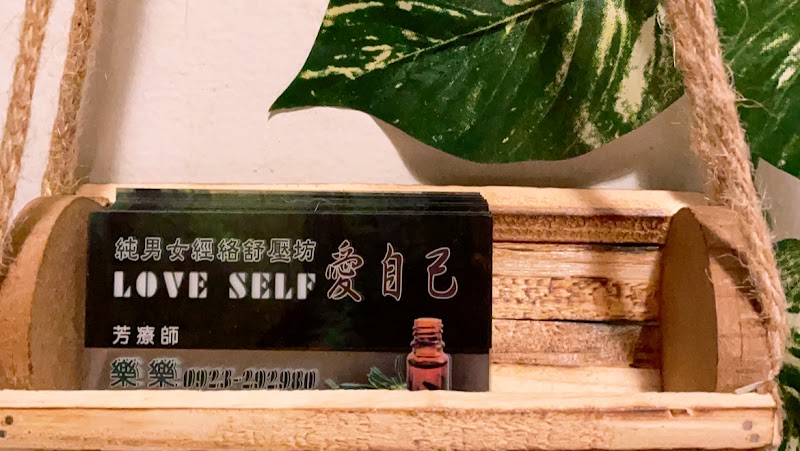 純男女經絡舒壓坊
LOVE SELF 愛自己
芳療師
樂樂 0923-292980